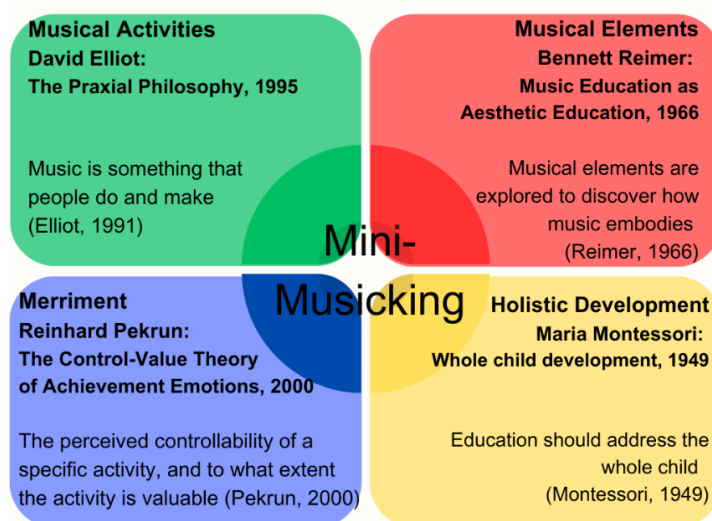 Musical Activities
David Elliot:
The Praxial Philosophy, 1995
Music is something that
people do and make
(Elliot, 1991)
Musical Elements
Bennett Reimer:
Music Education as
Aesthetic Education, 1966
Musical elements are
explored to discover how
music embodies
(Reimer, 1966)
Mini-
Musicking
Merriment
Reinhard Pekrun:
The Control-Value Theory
of Achievement Emotions, 2000
The perceived controllability of a
specific activity, and to what extent
the activity is valuable (Pekrun, 2000)
Holistic Development
Maria Montessori:
Whole child development, 1949
Education should address the
whole child
(Montessori, 1949)